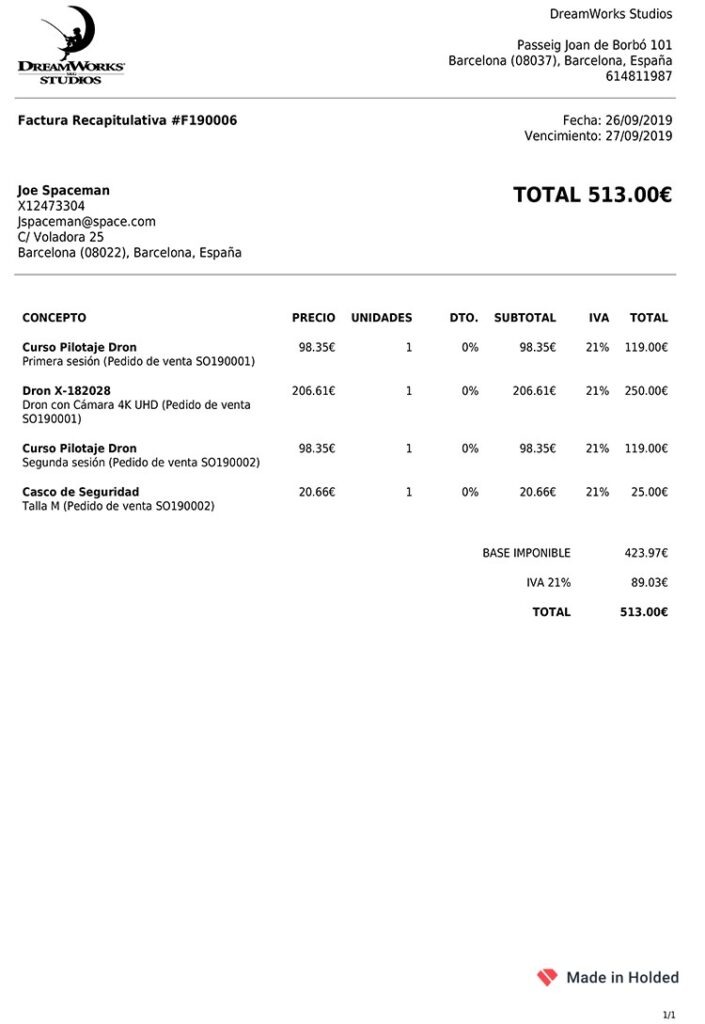 DREAMWORKS
SKG
STUDIOS
DreamWorks Studios
Passeig Joan de Borbó 101
Barcelona (08037), Barcelona, España
614811987
Factura Recapitulativa #F190006
Fecha: 26/09/2019
Vencimiento: 27/09/2019
Joe Spaceman
X12473304
Jspaceman@space.com
C/ Voladora 25
Barcelona (08022), Barcelona, España
TOTAL 513.00€
CONCEPTO PRECIO UNIDADES DTO. SUBTOTAL IVA TOTAL
Curso Pilotaje Dron 98.35€ 1 0% 98.35€ 21% 119.00€
Primera sesión (Pedido de venta SO190001)
Dron X-182028 206.61€ 1 0% 206.61€ 21% 250.00€
Dron con Cámara 4K UHD (Pedido de venta
SO190001)
Curso Pilotaje Dron 98.35€ 1 0% 98.35€ 21% 119.00€
Segunda sesión (Pedido de venta SO190002)
Casco de Seguridad 20.66€ 1 0% 20.66€ 21% 25.00€
Talla M (Pedido de venta SO190002)
BASE IMPONIBLE 423.97€
IVA 21% 89.03€
TOTAL 513.00€
Made in Holded
1/1